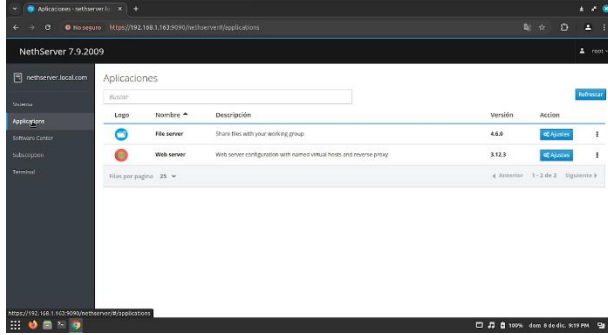 Aplicaciones - nethserver.lo
No seguro https://192.168.1.163:9090/nethserver#/applications
NethServer 7.9.2009
root
nethserver.local.com
Aplicaciones
Buscar
Refrescar
Sistema
Applications
Software Center
Subscription
Terminal
Logo Nombre Descripción Versión Accion
File server Share files with your working group. 4.6.0 Ajustes
Web server Web server configuration with named virtual hosts and reverse proxy 3.12.3 Ajustes
Filas por pagina 25 Anterior 1 - 2 de 2 Siguiente
https://192.168.1.163:9090/nethserver/#/applications
100% dom 8 de dic. 9:19 PM